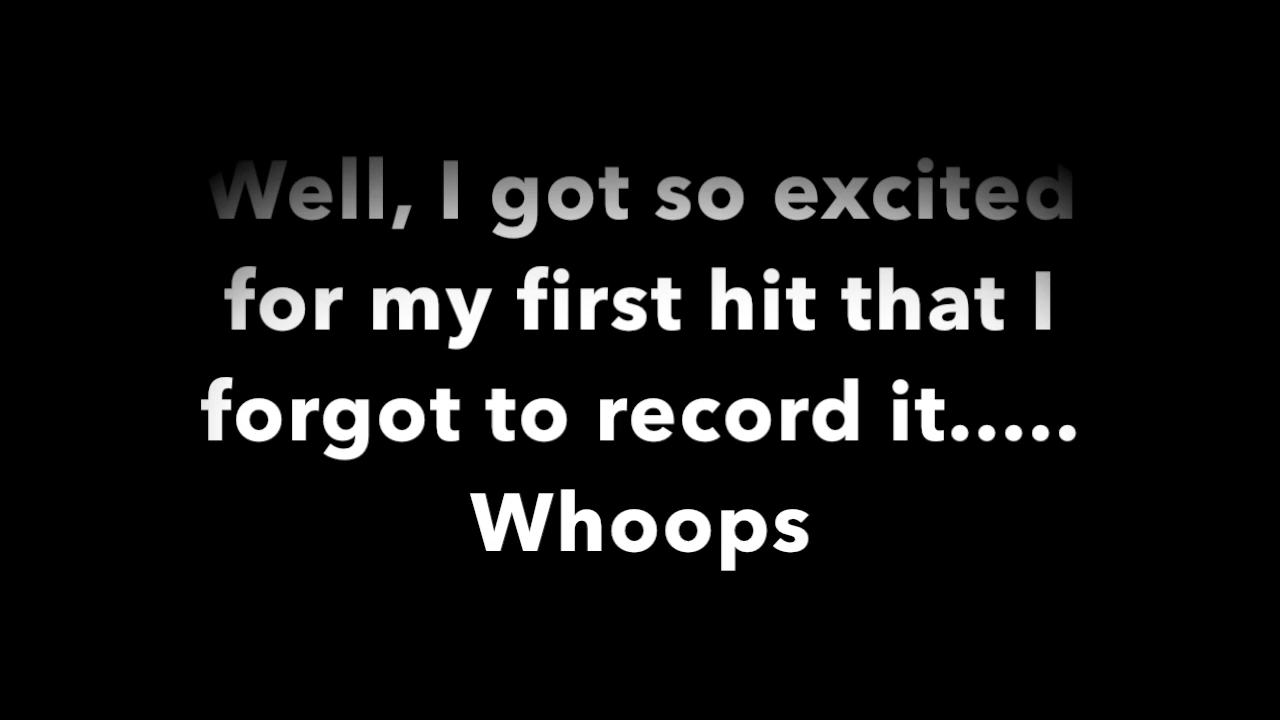 Well, I got so excited
for my first hit that I
forgot to record it.....
Whoops